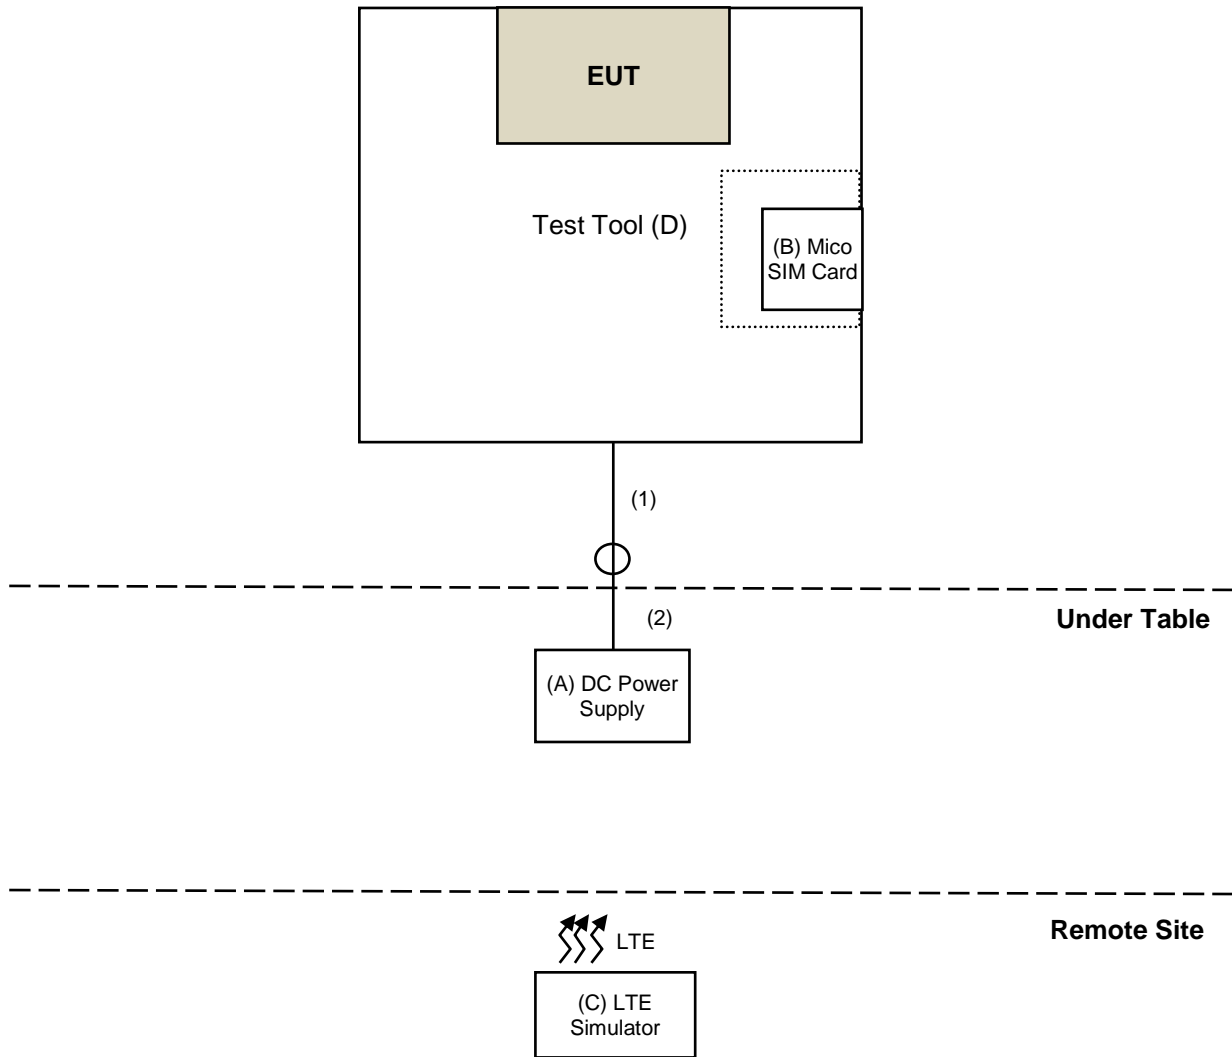 EUT
Test Tool (D)
(B) Mico
SIM Card
(1)
Under Table
(2)
(A) DC Power
Supply
Remote Site
LTE
(C) LTE
Simulator